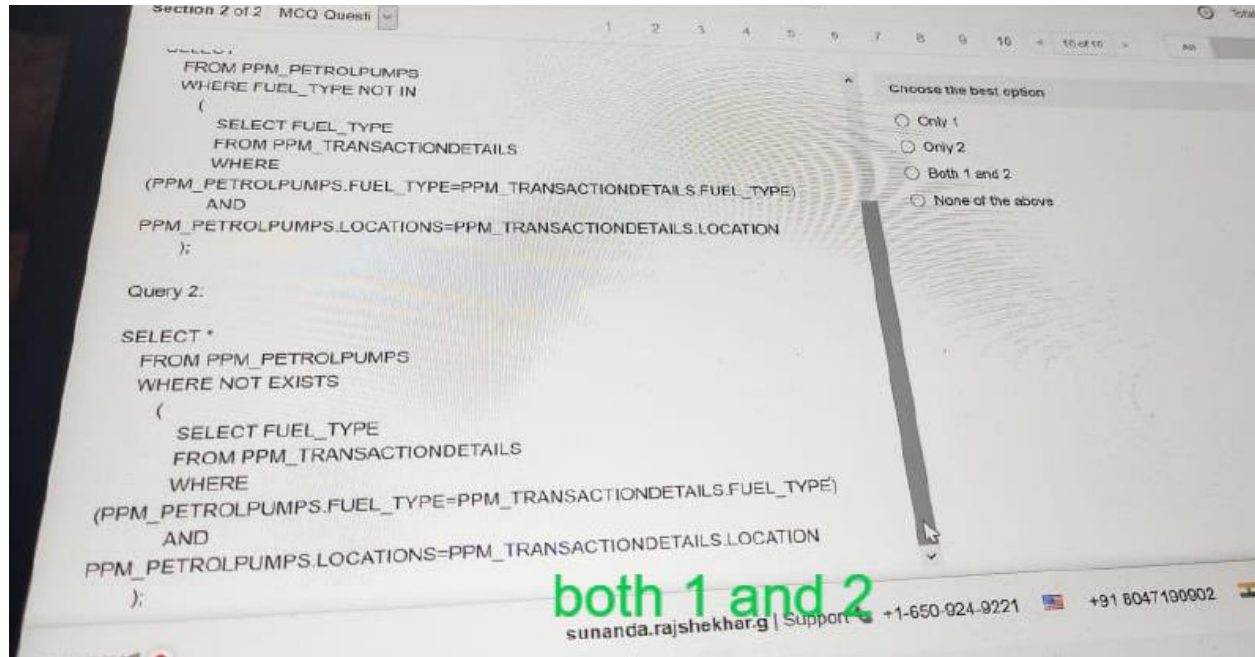 Section 2 of 2 MCQ Questi
1 2 3 4 5 6 7 8 9 10 < 10 of 10 > All
FROM PPM_PETROLPUMPS
WHERE FUEL_TYPE NOT IN
(
SELECT FUEL_TYPE
FROM PPM_TRANSACTIONDETAILS
WHERE
(PPM_PETROLPUMPS.FUEL_TYPE=PPM_TRANSACTIONDETAILS.FUEL_TYPE)
AND
PPM_PETROLPUMPS.LOCATIONS=PPM_TRANSACTIONDETAILS.LOCATION
);
Query 2:
SELECT *
FROM PPM_PETROLPUMPS
WHERE NOT EXISTS
(
SELECT FUEL_TYPE
FROM PPM_TRANSACTIONDETAILS
WHERE
(PPM_PETROLPUMPS.FUEL_TYPE=PPM_TRANSACTIONDETAILS.FUEL_TYPE)
AND
PPM_PETROLPUMPS.LOCATIONS=PPM_TRANSACTIONDETAILS.LOCATION
);
Choose the best option
Only 1
Only 2
Both 1 and 2
None of the above
both 1 and 2
sunanda.rajshekhar.g | Support +1-650-924-9221 +91 8047190902